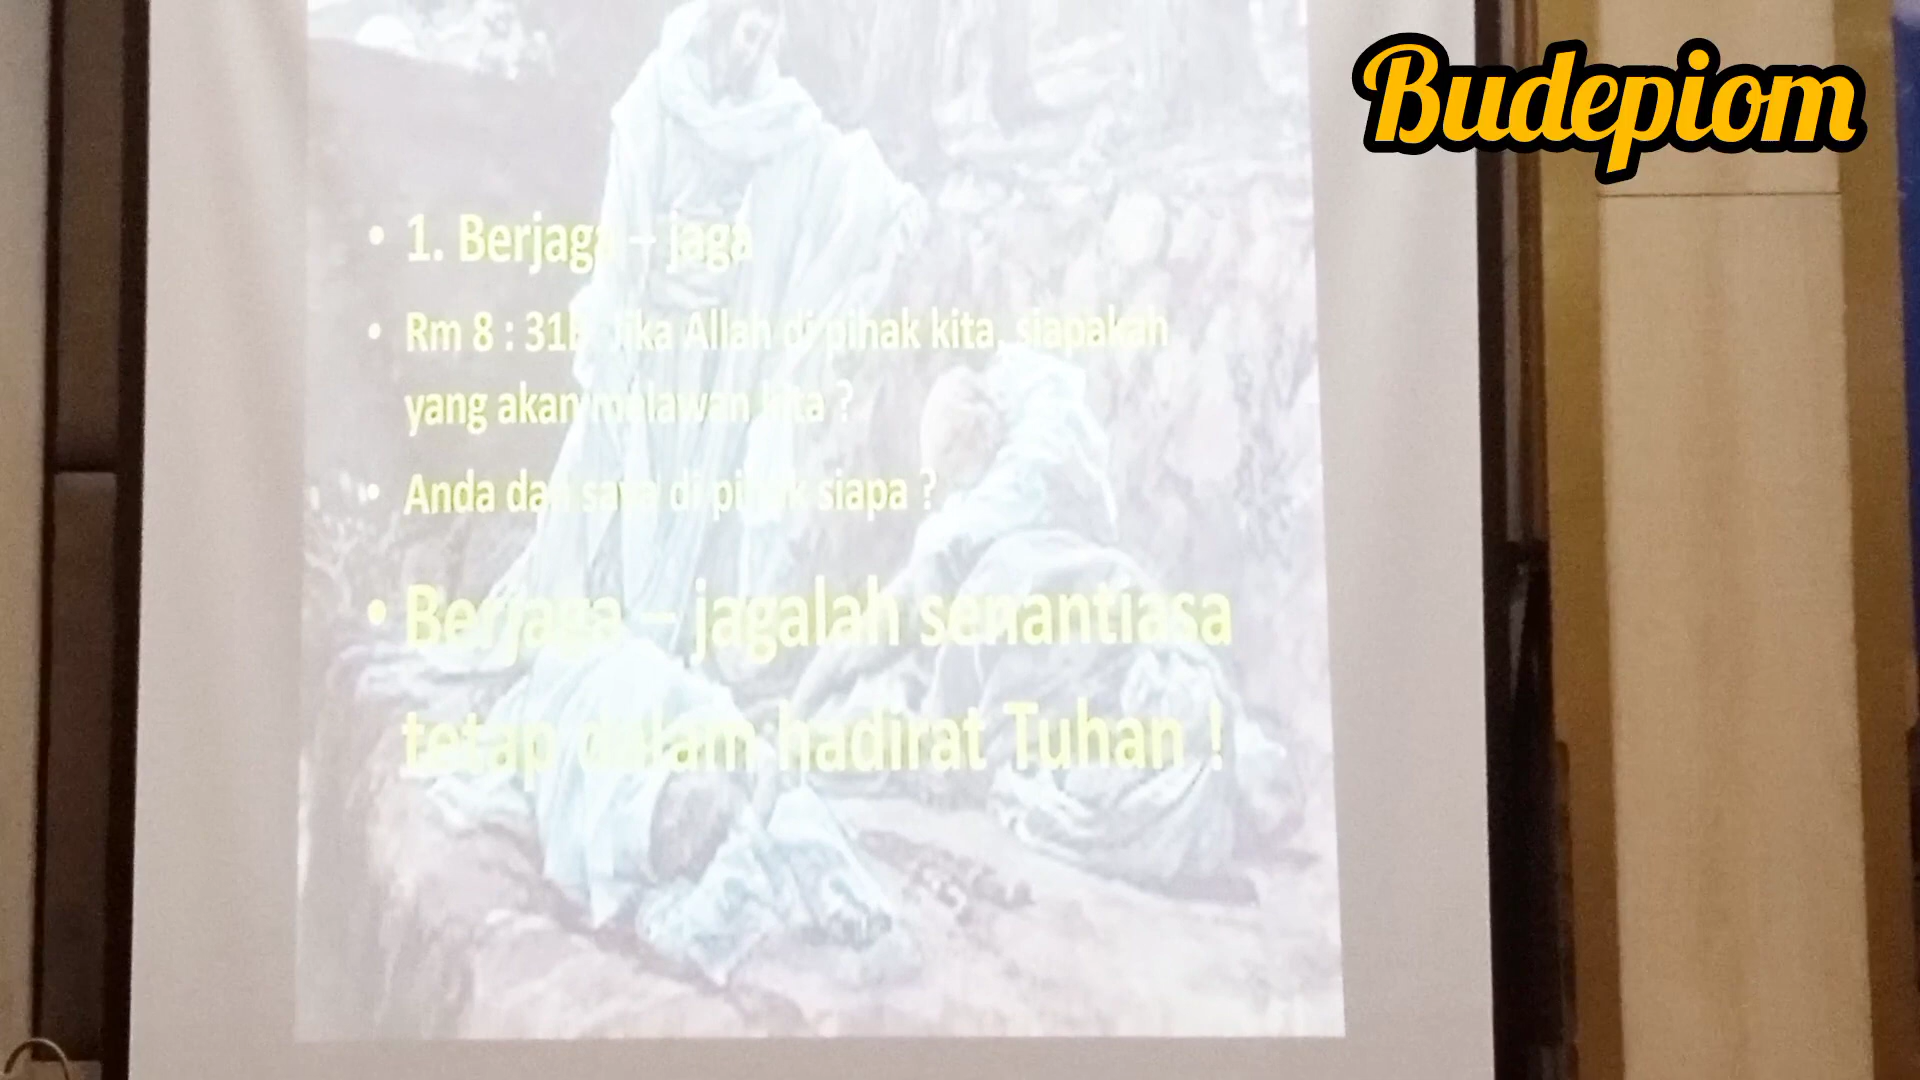 Budepiom
• 1. Berjaga – jaga
• Rm 8 : 31b Jika Allah di pihak kita, siapakah
yang akan melawan kita ?
• Anda dan saya di pihak siapa ?
• Berjaga – jagalah senantiasa
tetap dalam hadirat Tuhan !